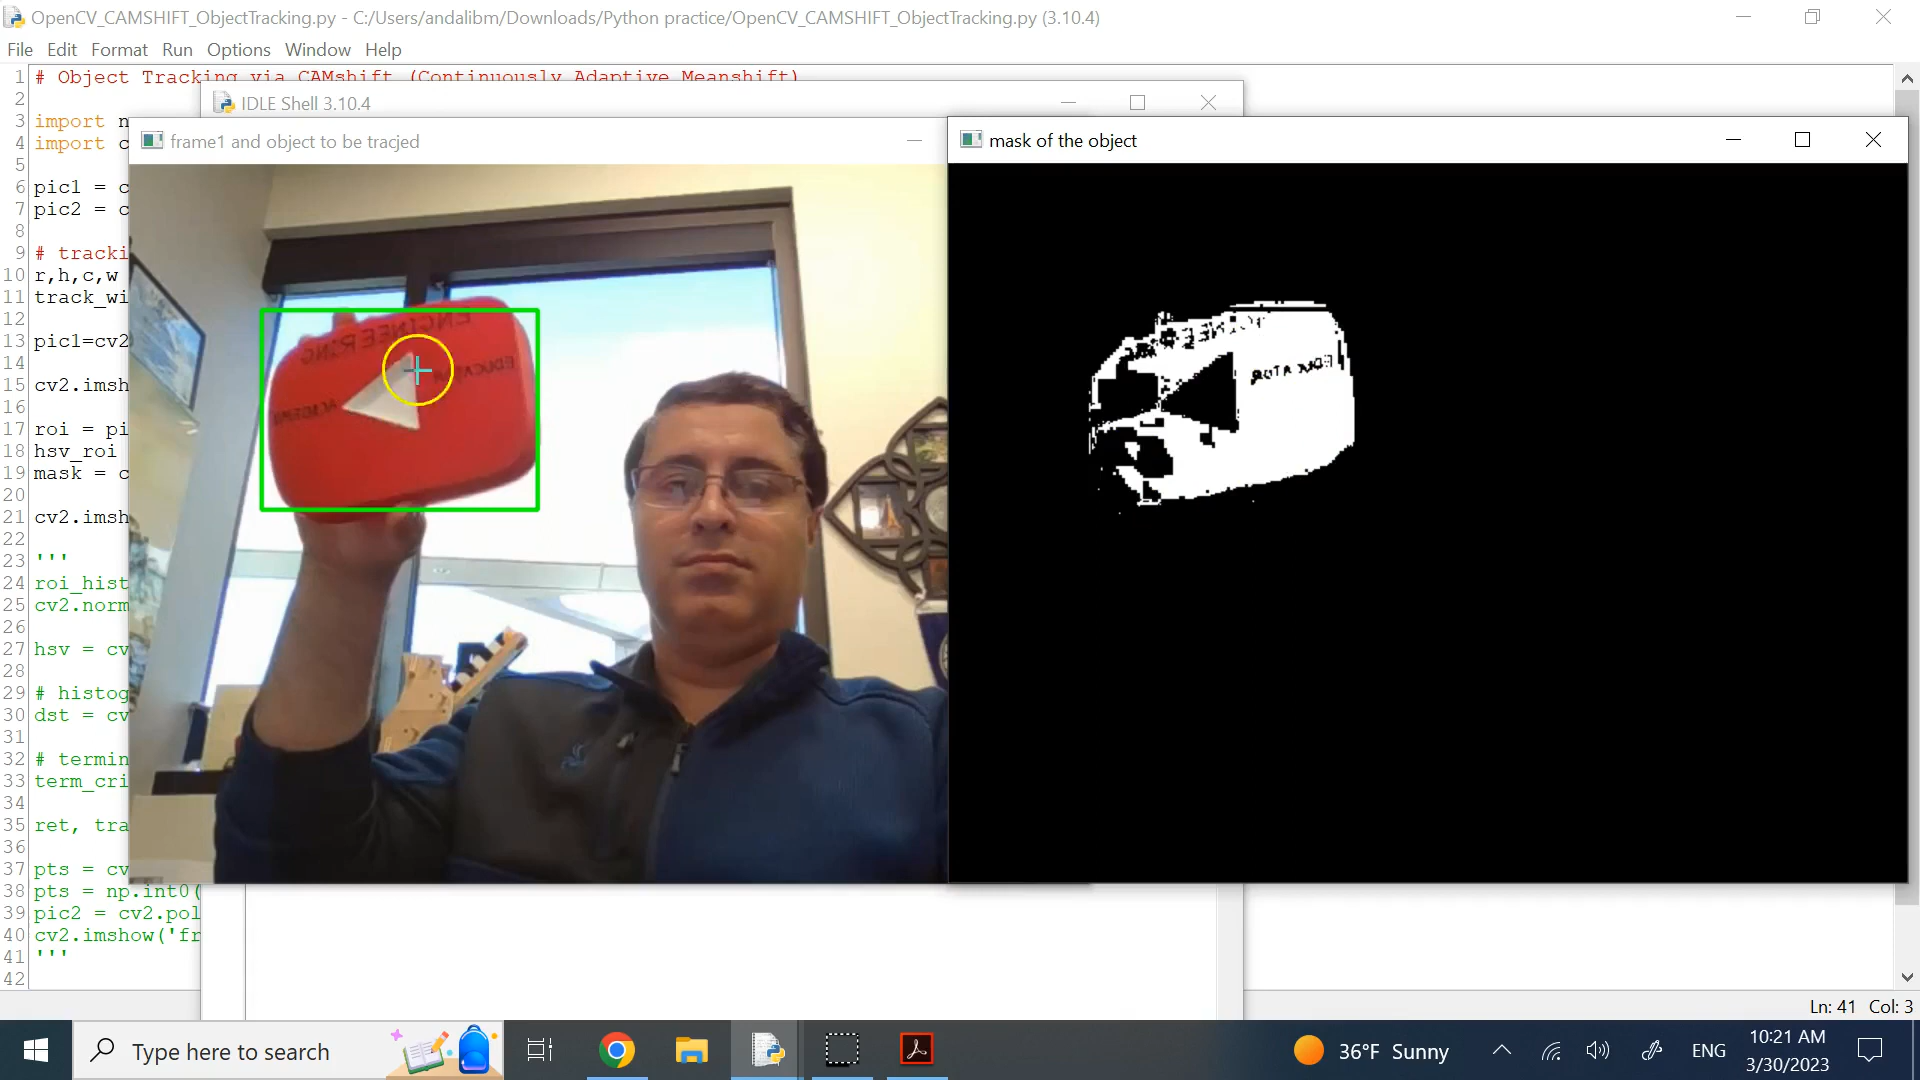 OpenCV_CAMSHIFT_ObjectTracking.py - C:/Users/andalibm/Downloads/Python practice/OpenCV_CAMSHIFT_ObjectTracking.py (3.10.4)
File Edit Format Run Options Window Help
1 # Object Tracking via CAMshift (Continuously Adaptive Meanshift)
2
IDLE Shell 3.10.4
3 import n
4 import c
frame1 and object to be tracjed
mask of the object
5
6 pic1 = c
7 pic2 = c
8
9 # tracki
10 r,h,c,w
11 track_wi
12
13 pic1=cv2
14
15 cv2.imsh
16
17 roi = pi
18 hsv_roi
19 mask = c
20
21 cv2.imsh
22
23 '''
24 roi_hist
25 cv2.norm
26
27 hsv = cv
28
29 # histog
30 dst = cv
31
32 # termin
33 term_cri
34
35 ret, tra
36
37 pts = cv
38 pts = np.int0(
39 pic2 = cv2.pol
40 cv2.imshow('fr
41 '''
42
ENGINEERING
EDUCATOR
ACADEMY
Ln: 41 Col: 3
Type here to search
36°F Sunny
ENG
10:21 AM
3/30/2023